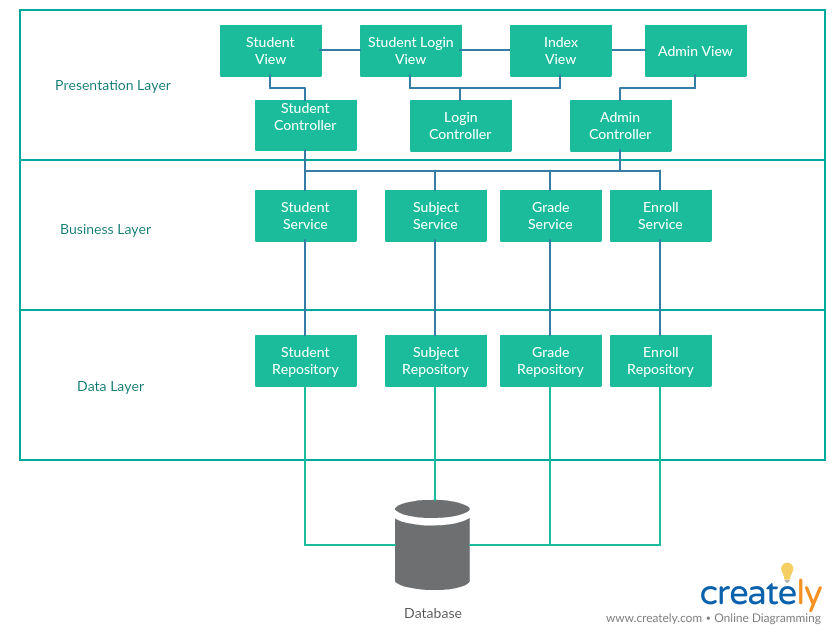 Student
View
Student Login
View
Index
View
Admin View
Presentation Layer
Student
Controller
Login
Controller
Admin
Controller
Business Layer
Student
Service
Subject
Service
Grade
Service
Enroll
Service
Data Layer
Student
Repository
Subject
Repository
Grade
Repository
Enroll
Repository
Database
creately
www.creately.com • Online Diagramming